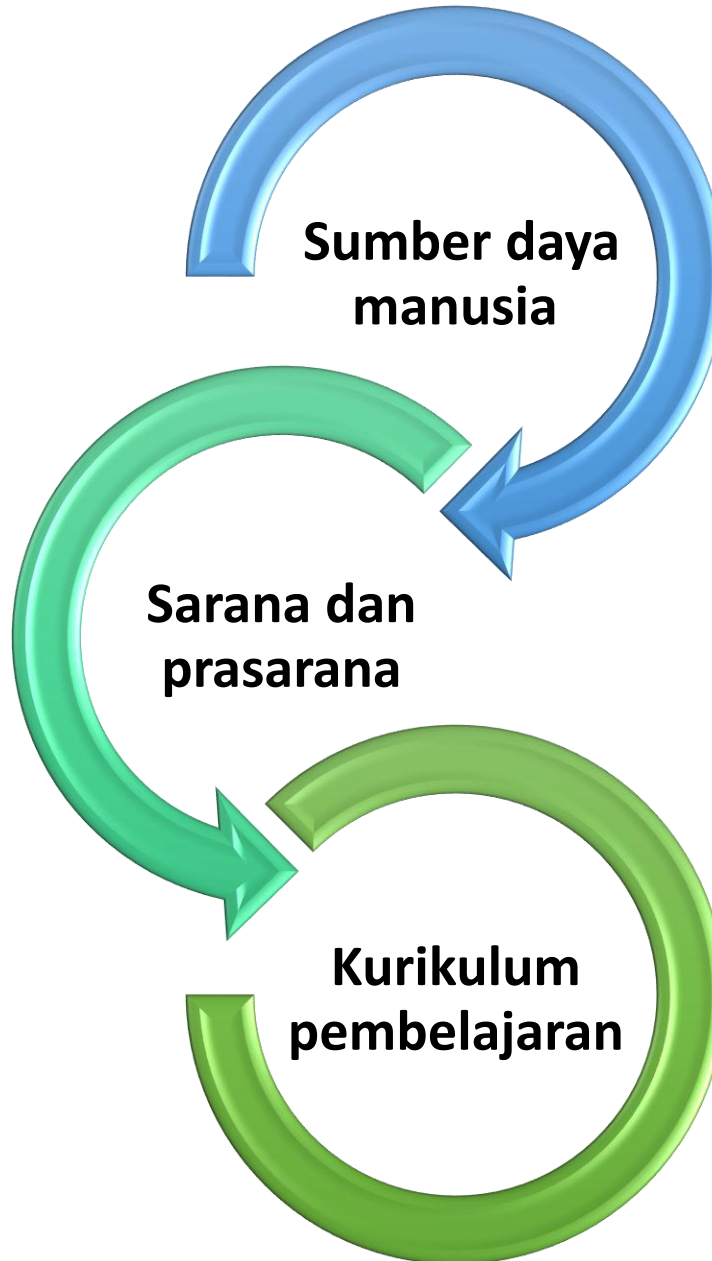 Sumber daya
manusia
Sarana dan
prasarana
Kurikulum
pembelajaran